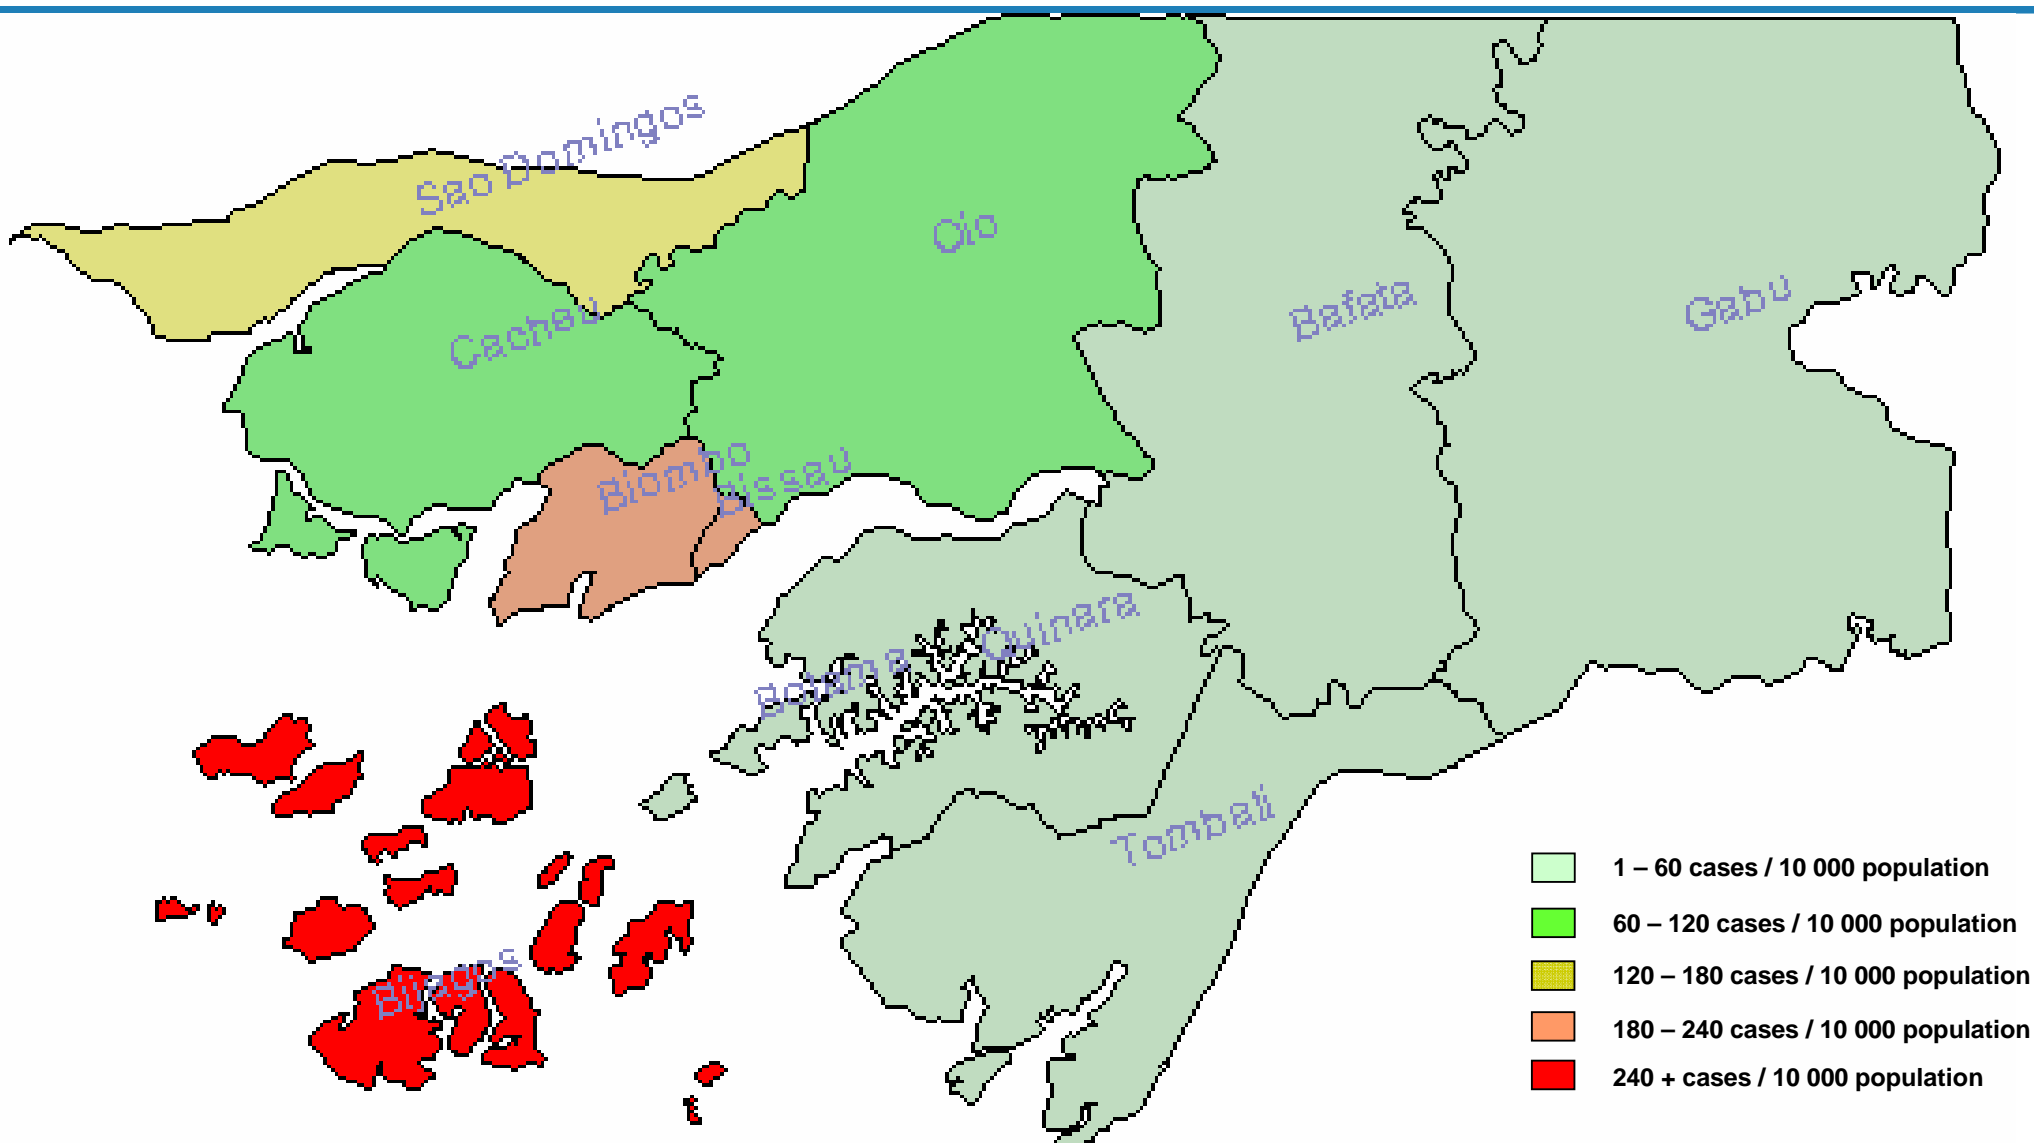 Sao Domingos
Oio
Cacheu
Bafata
Gabu
Biombo
Bissau
Quinara
Bolama
Tombali
Bijagos
1 – 60 cases / 10 000 population
60 – 120 cases / 10 000 population
120 – 180 cases / 10 000 population
180 – 240 cases / 10 000 population
240 + cases / 10 000 population